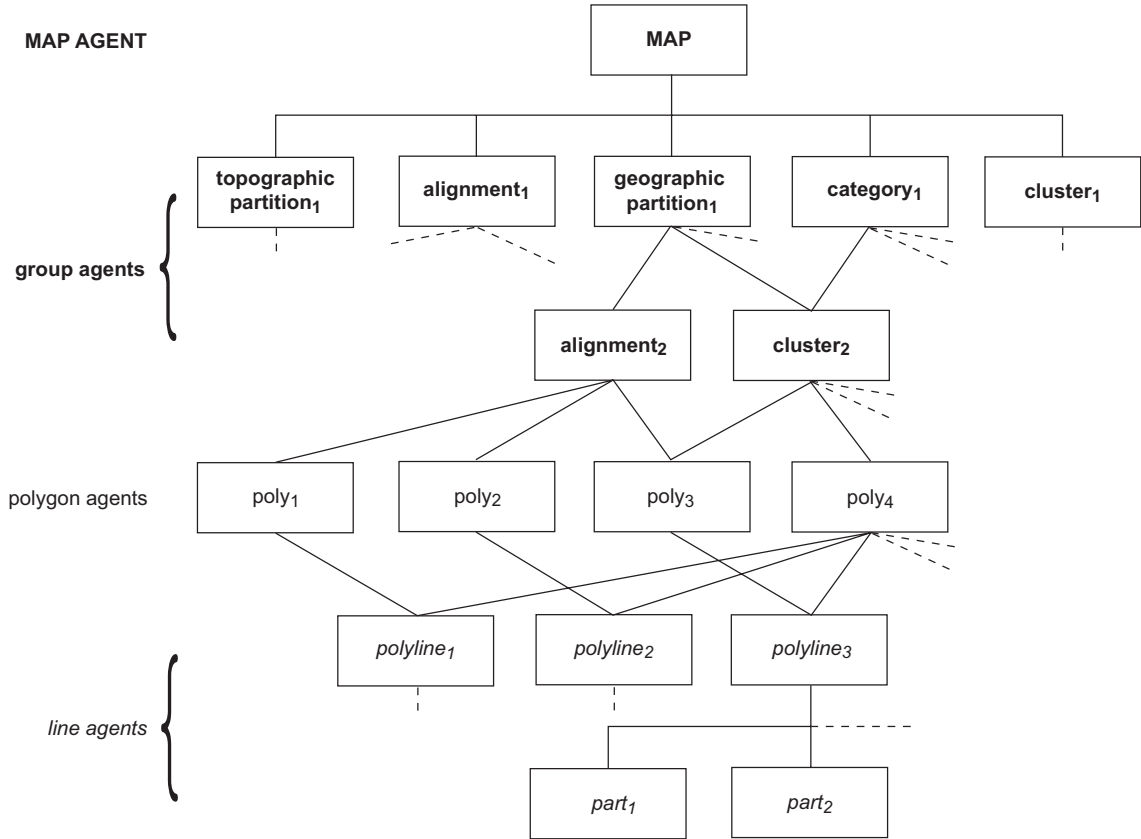 MAP AGENT
MAP
topographic
partition₁
alignment₁
geographic
partition₁
category₁
cluster₁
group agents
alignment₂
cluster₂
polygon agents
poly₁
poly₂
poly₃
poly₄
polyline₁
polyline₂
polyline₃
line agents
part₁
part₂